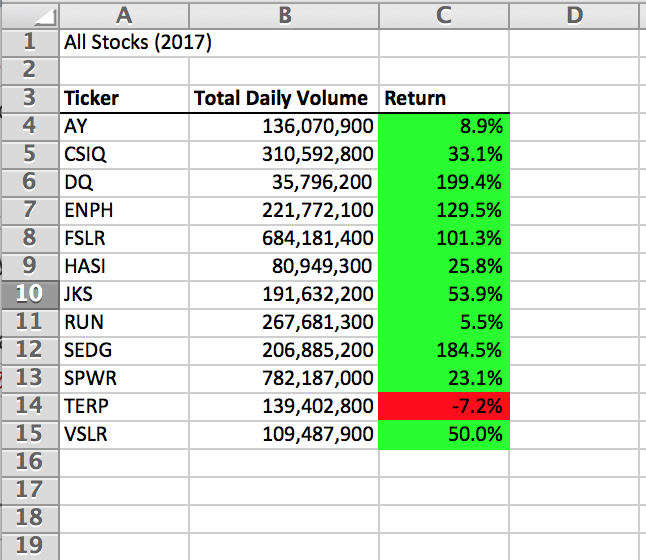 A B C D
1 All Stocks (2017)
2
3 Ticker Total Daily Volume Return
4 AY 136,070,900 8.9%
5 CSIQ 310,592,800 33.1%
6 DQ 35,796,200 199.4%
7 ENPH 221,772,100 129.5%
8 FSLR 684,181,400 101.3%
9 HASI 80,949,300 25.8%
10 JKS 191,632,200 53.9%
11 RUN 267,681,300 5.5%
12 SEDG 206,885,200 184.5%
13 SPWR 782,187,000 23.1%
14 TERP 139,402,800 -7.2%
15 VSLR 109,487,900 50.0%
16
17
18
19